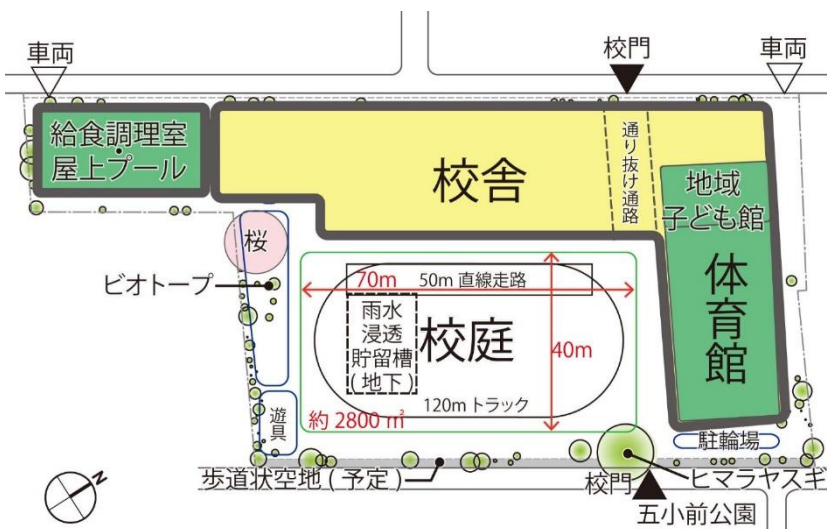 車両
校門
車両
給食調理室
・
屋上プール
校舎
通り抜け通路
地域
子ども館
体育館
桜
ビオトープ
70m
50m 直線走路
雨水
浸透
貯留槽
(地下)
校庭
40m
120m トラック
約 2800 ㎡
遊具
駐輪場
歩道状空地(予定)
校門
ヒマラヤスギ
五小前公園
N